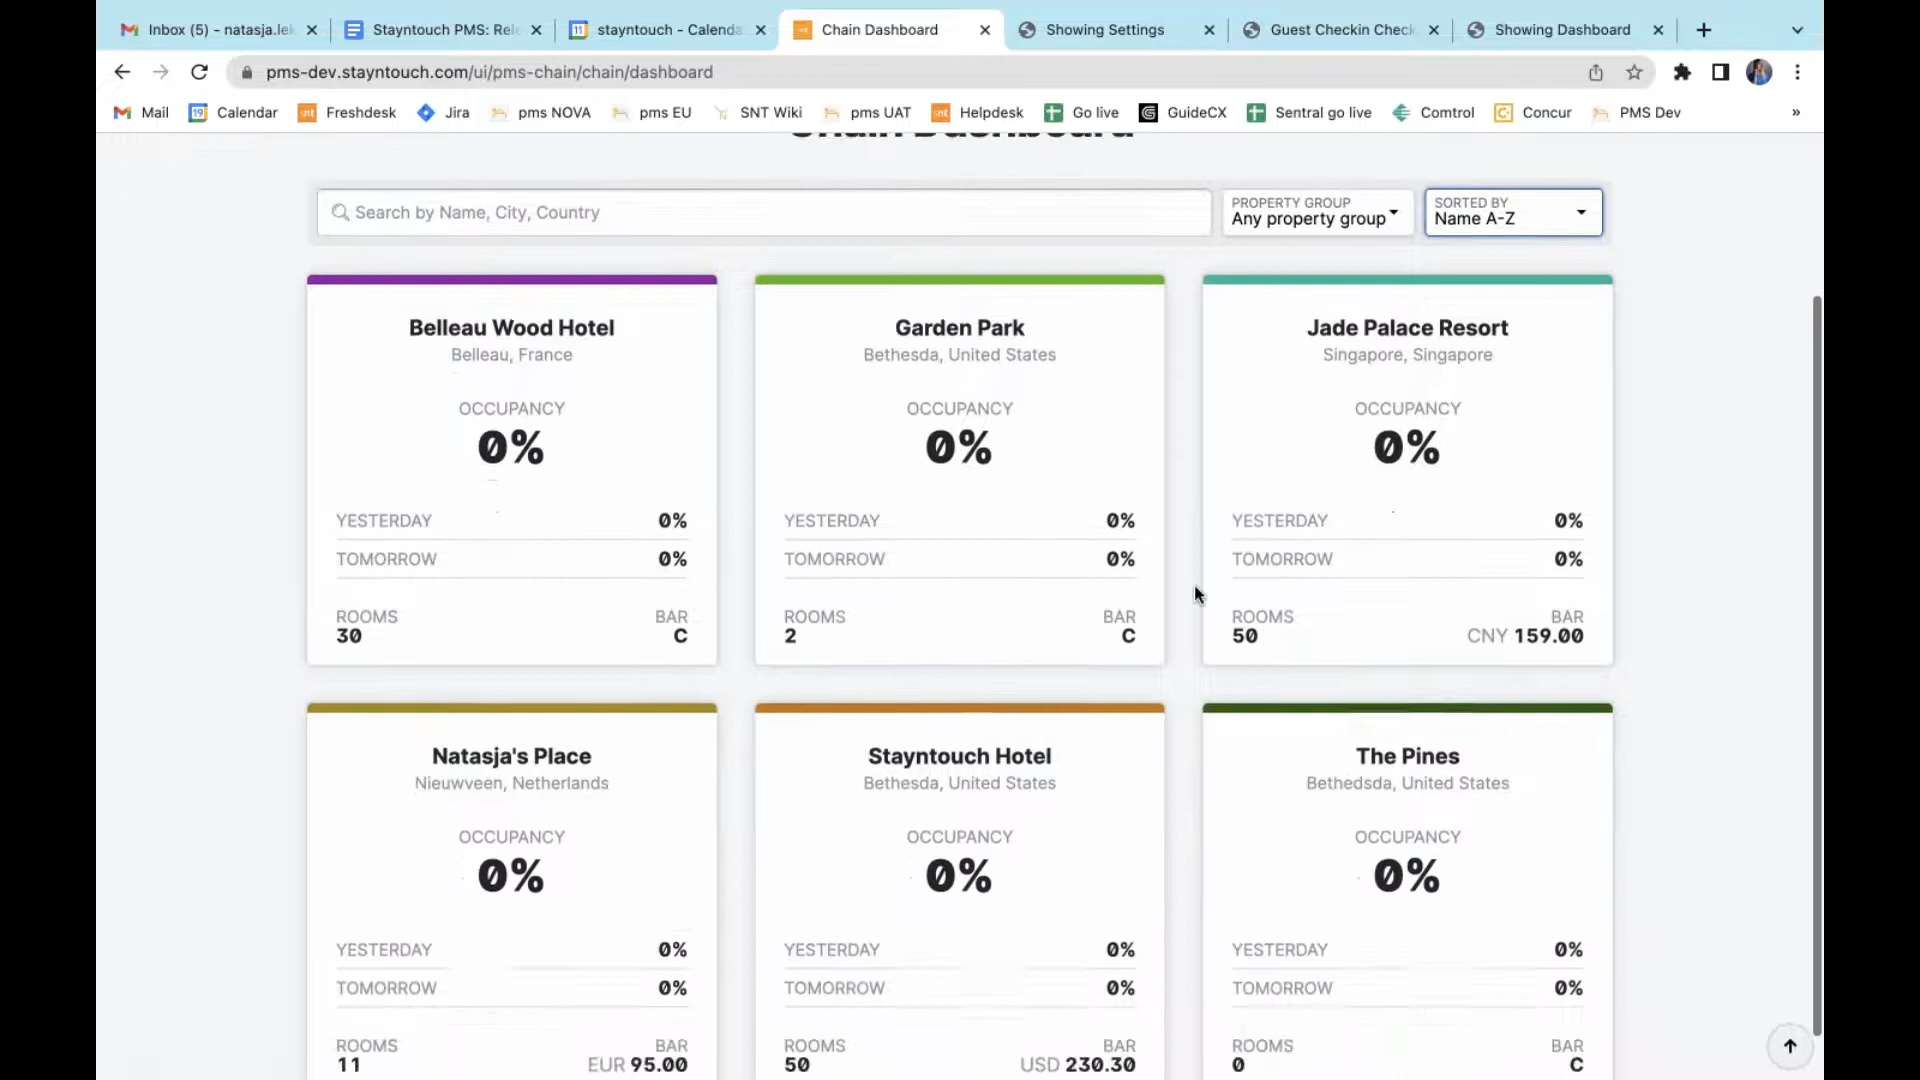 Inbox (5) - natasja.lek
Stayntouch PMS: Rele
stayntouch - Calenda
Chain Dashboard
Showing Settings
Guest Checkin Check
Showing Dashboard
pms-dev.stayntouch.com/ui/pms-chain/chain/dashboard
Mail
Calendar
Freshdesk
Jira
pms NOVA
pms EU
SNT Wiki
pms UAT
Helpdesk
Go live
GuideCX
Sentral go live
Comtrol
Concur
PMS Dev
Chain Dashboard
Search by Name, City, Country
PROPERTY GROUP
Any property group
SORTED BY
Name A-Z
Belleau Wood Hotel
Belleau, France
OCCUPANCY
0%
YESTERDAY 0%
TOMORROW 0%
ROOMS BAR
30 C
Garden Park
Bethesda, United States
OCCUPANCY
0%
YESTERDAY 0%
TOMORROW 0%
ROOMS BAR
2 C
Jade Palace Resort
Singapore, Singapore
OCCUPANCY
0%
YESTERDAY 0%
TOMORROW 0%
ROOMS BAR
50 CNY 159.00
Natasja's Place
Nieuwveen, Netherlands
OCCUPANCY
0%
YESTERDAY 0%
TOMORROW 0%
ROOMS BAR
11 EUR 95.00
Stayntouch Hotel
Bethesda, United States
OCCUPANCY
0%
YESTERDAY 0%
TOMORROW 0%
ROOMS BAR
50 USD 230.30
The Pines
Bethedsda, United States
OCCUPANCY
0%
YESTERDAY 0%
TOMORROW 0%
ROOMS BAR
0 C